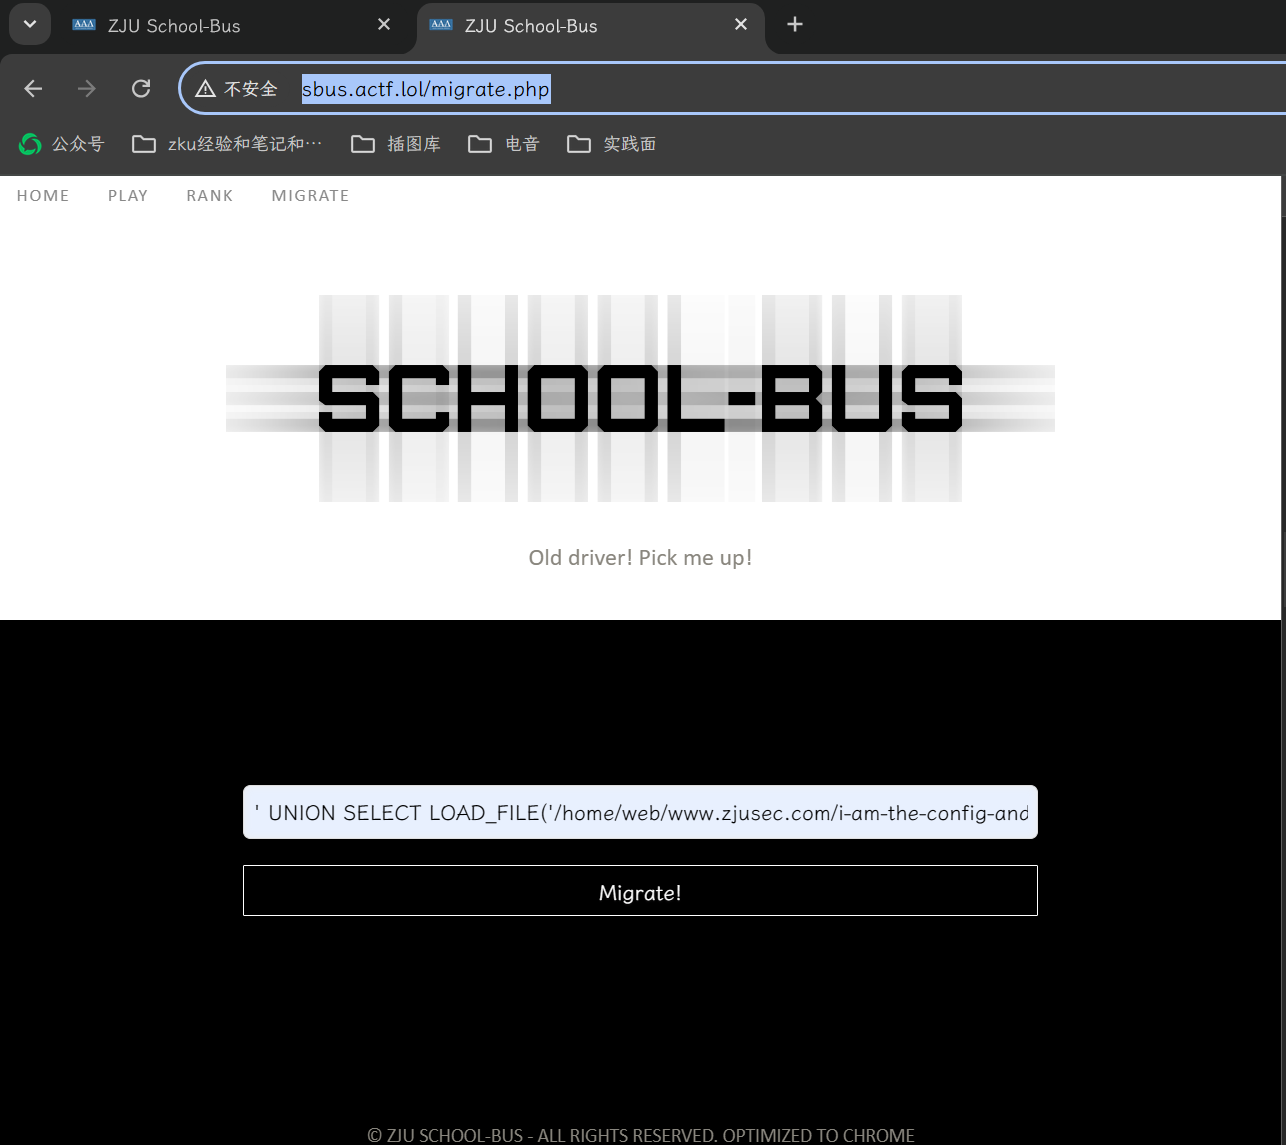 ZJU School-Bus
ZJU School-Bus
不安全 sbus.actf.lol/migrate.php
公众号 zku经验和笔记和… 插图库 电音 实践面
HOME PLAY RANK MIGRATE
SCHOOL-BUS
Old driver! Pick me up!
' UNION SELECT LOAD_FILE('/home/web/www.zjusec.com/i-am-the-config-and
Migrate!
© ZJU SCHOOL-BUS - ALL RIGHTS RESERVED. OPTIMIZED TO CHROME